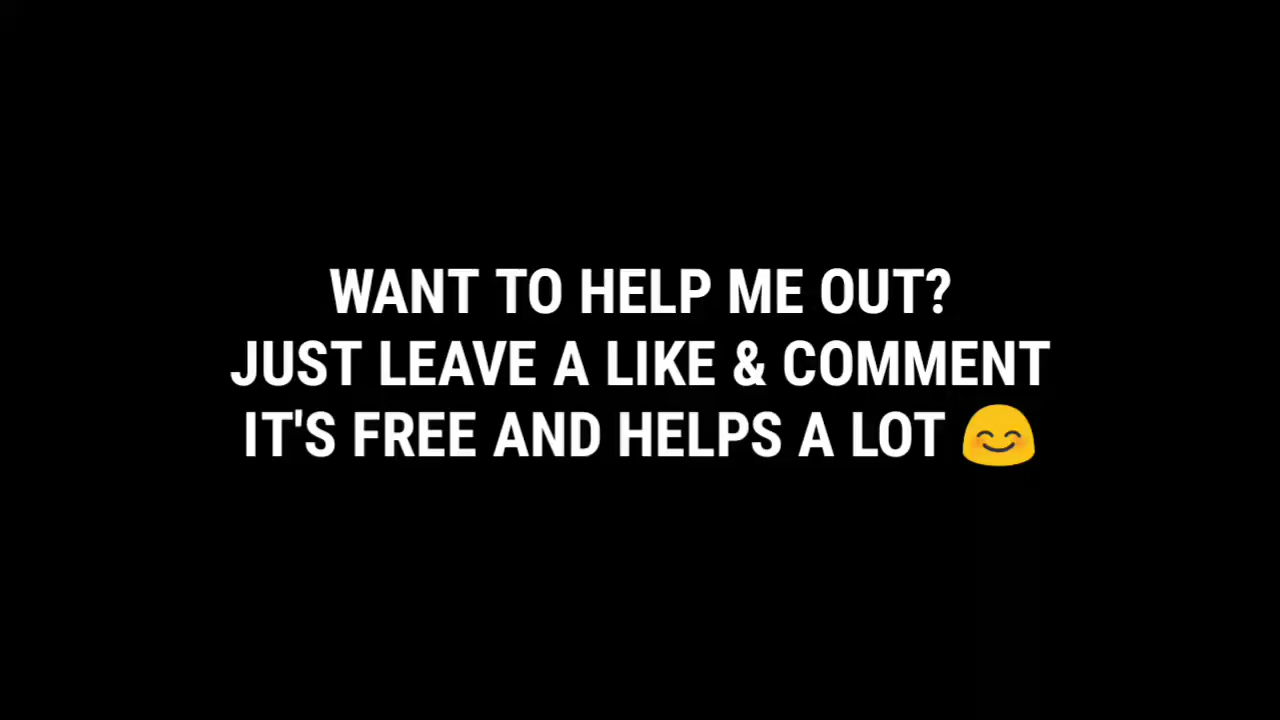 WANT TO HELP ME OUT?
JUST LEAVE A LIKE & COMMENT
IT'S FREE AND HELPS A LOT 😊